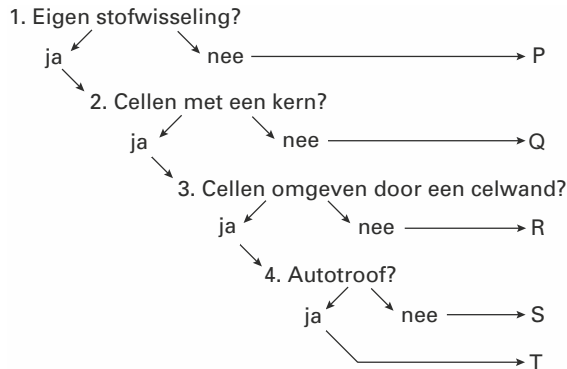 1. Eigen stofwisseling?
ja nee P
2. Cellen met een kern?
ja nee Q
3. Cellen omgeven door een celwand?
ja nee R
4. Autotroof?
ja nee S
T